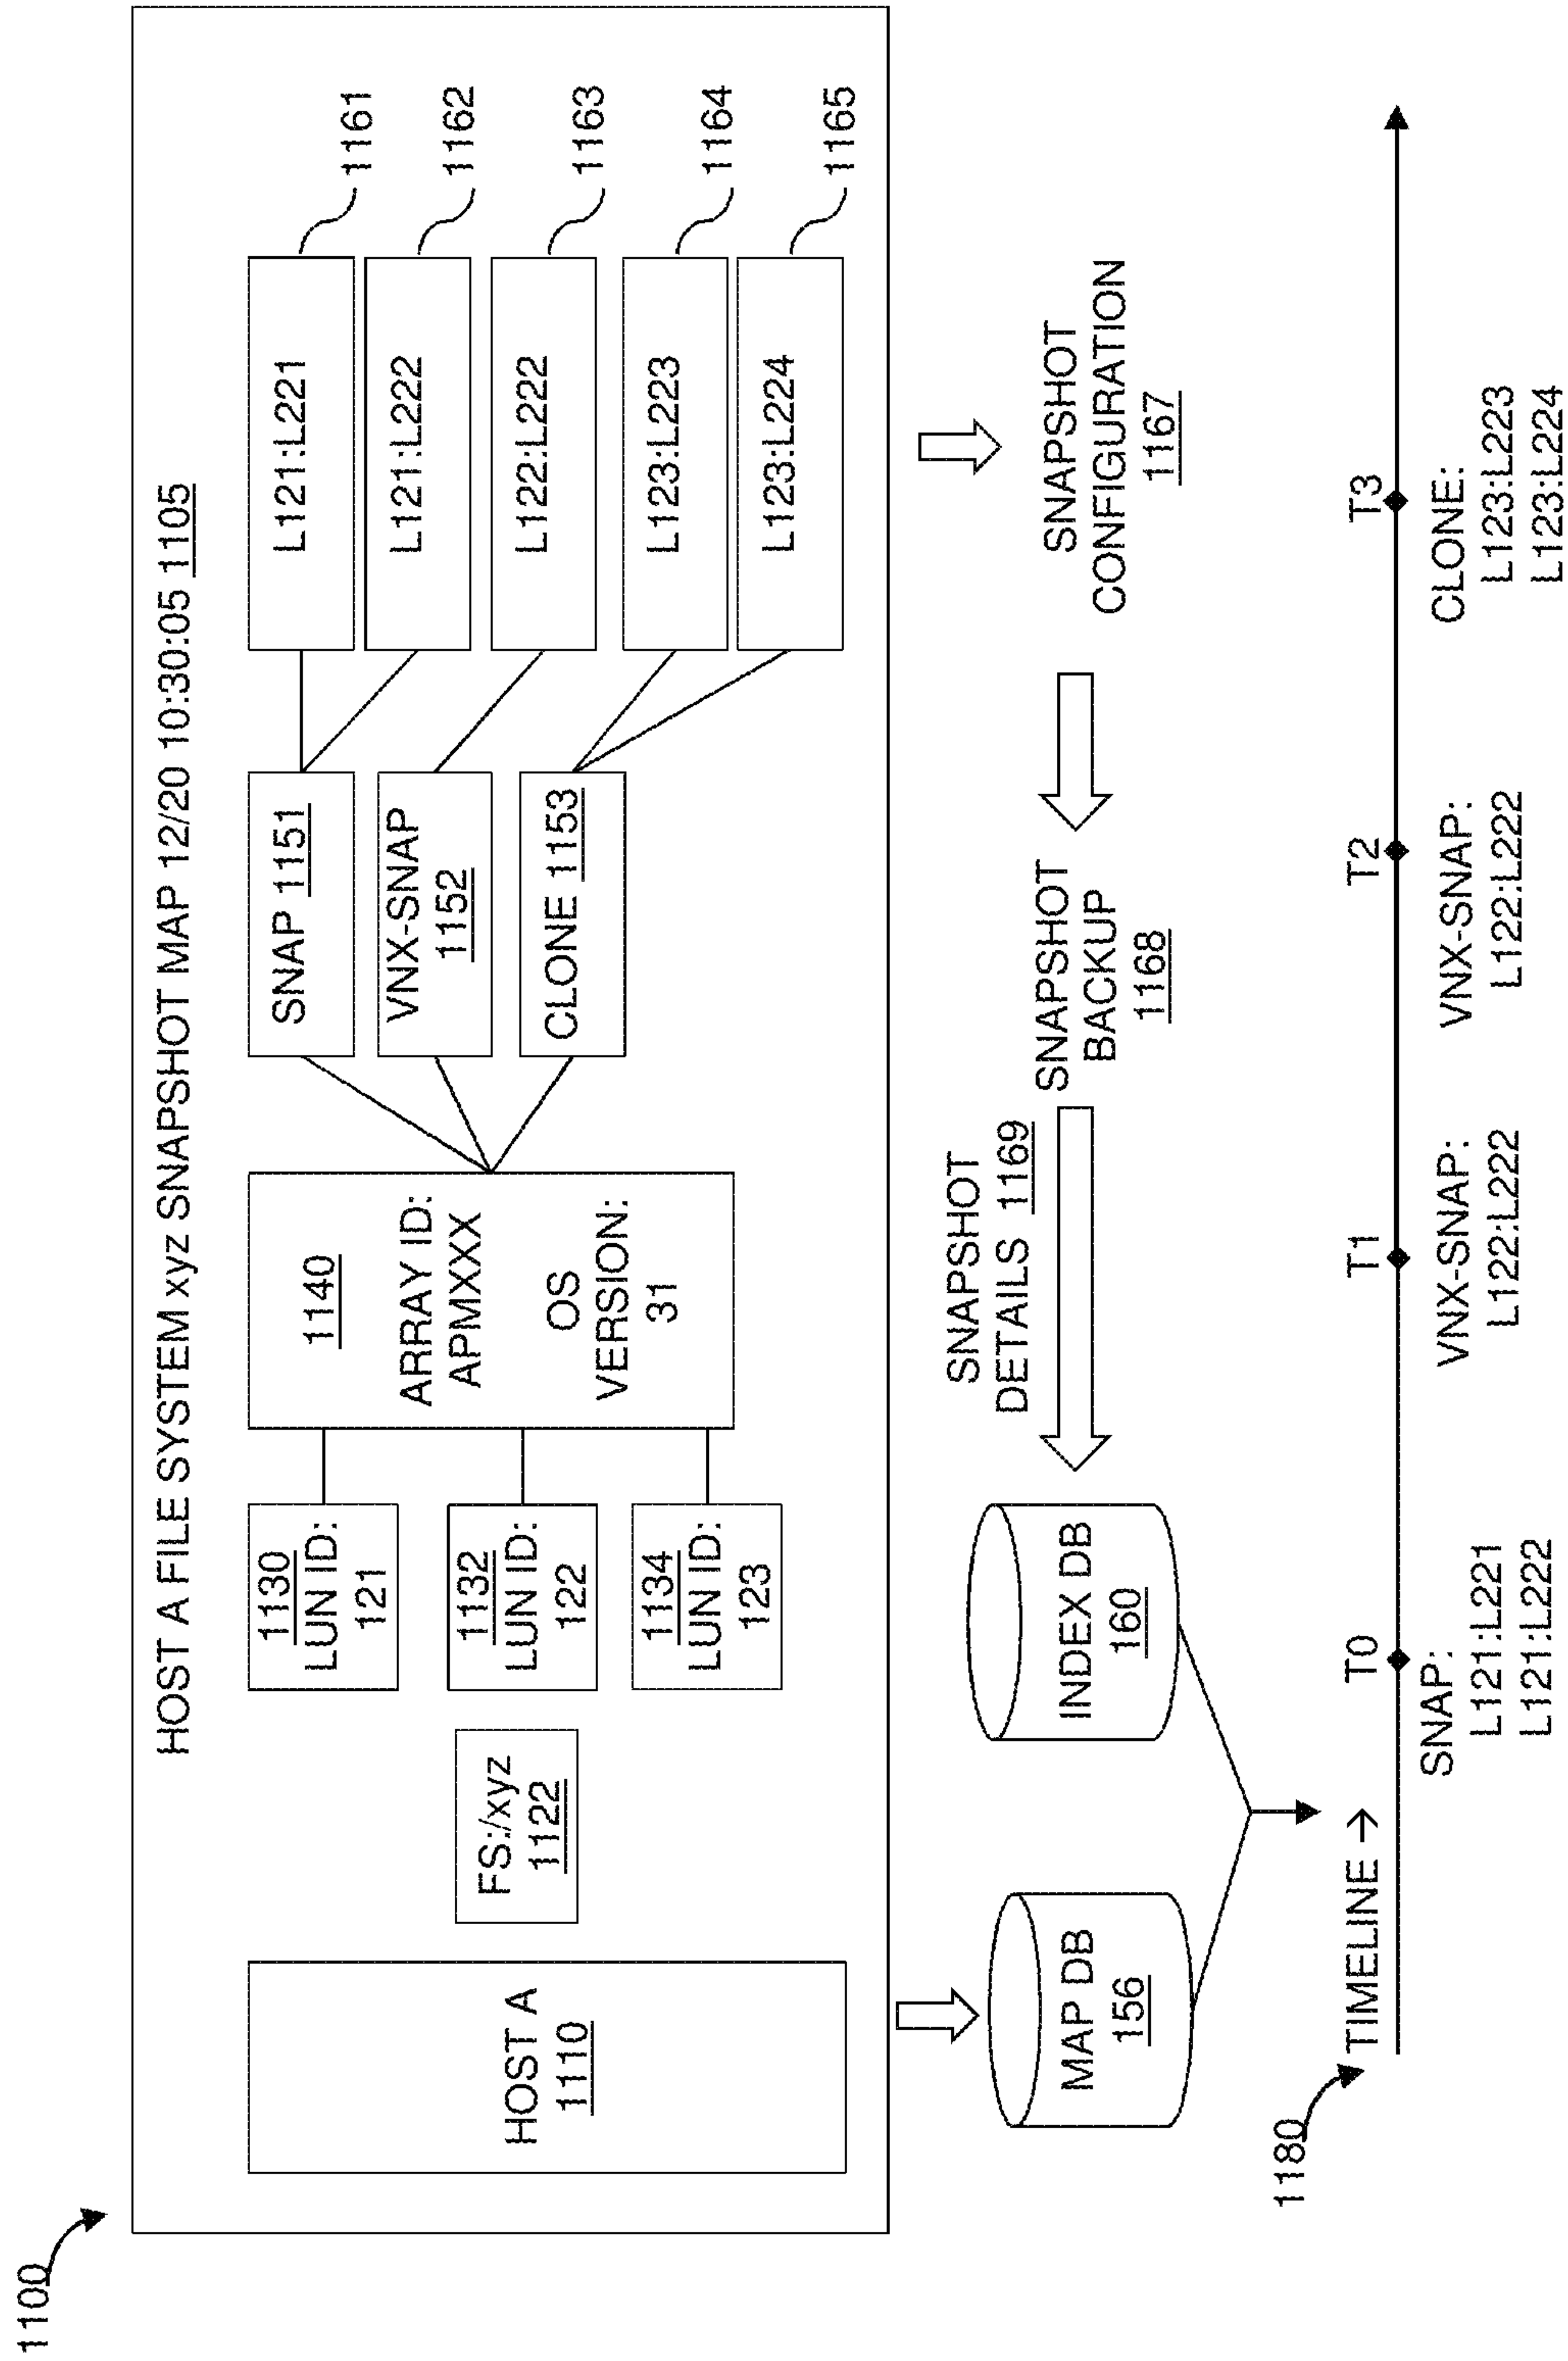 1100
HOST A FILE SYSTEM xyz SNAPSHOT MAP 12/20 10:30:05 1105
HOST A
1110
FS:/xyz
1122
1130
LUN ID:
121
1132
LUN ID:
122
1134
LUN ID:
123
1140
ARRAY ID:
APMXXX
OS
VERSION:
31
SNAP 1151
VNX-SNAP
1152
CLONE 1153
L121:L221
L121:L222
L122:L222
L123:L223
L123:L224
1161
1162
1163
1164
1165
MAP DB
156
INDEX DB
160
SNAPSHOT
DETAILS 1169
SNAPSHOT
BACKUP
1168
SNAPSHOT
CONFIGURATION
1167
1180
TIMELINE →
T0
SNAP:
L121:L221
L121:L222
T1
VNX-SNAP:
L122:L222
T2
VNX-SNAP:
L122:L222
T3
CLONE:
L123:L223
L123:L224